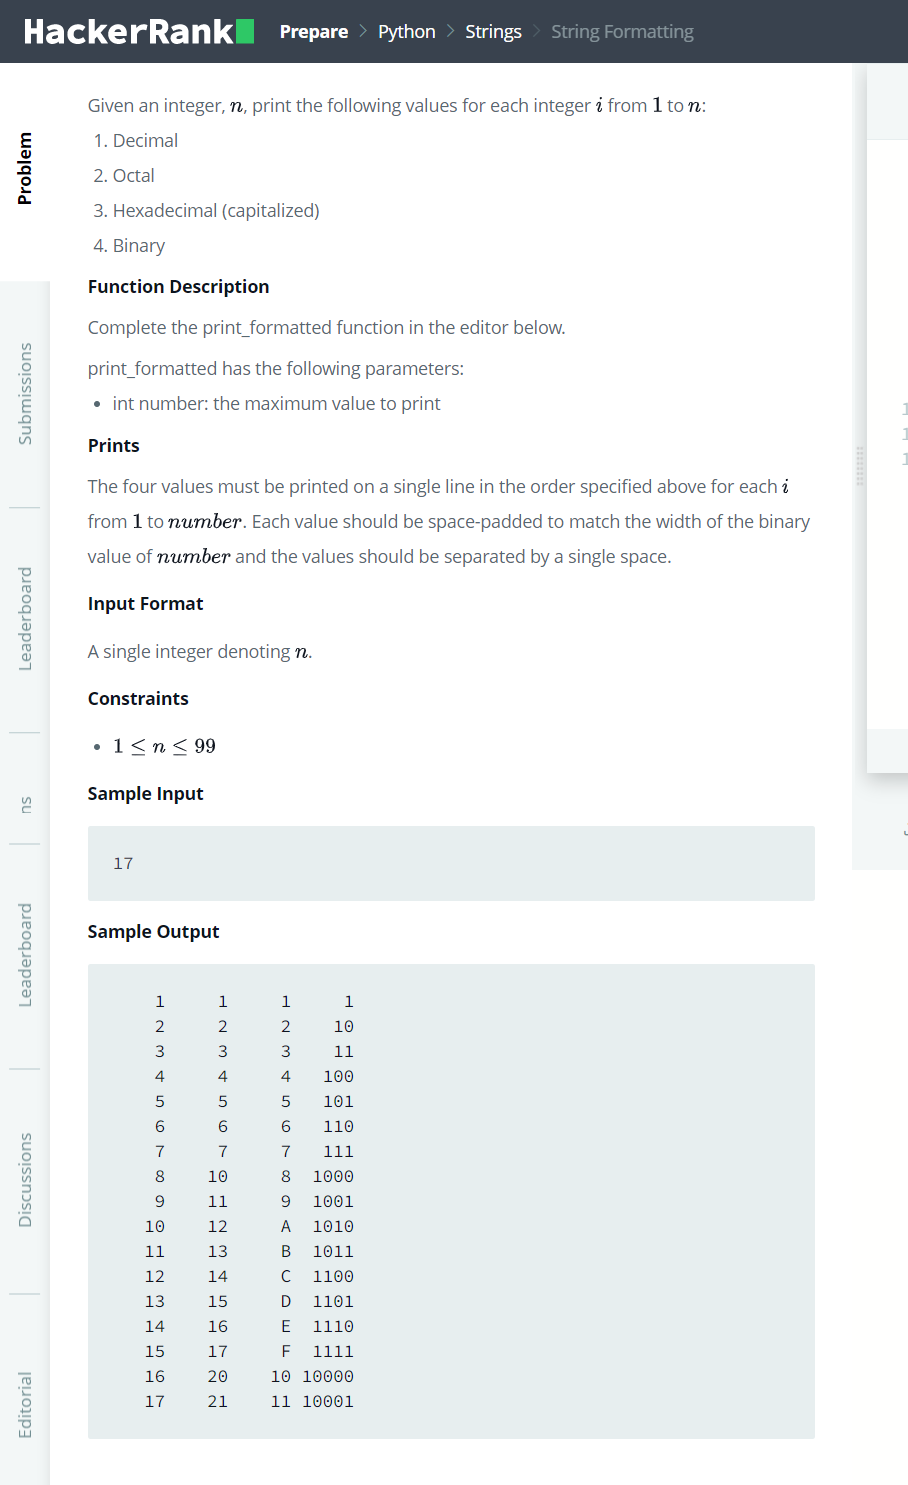 HackerRank Prepare > Python > Strings > String Formatting
Problem
Submissions
Leaderboard
ns
Leaderboard
Discussions
Editorial
Given an integer, n, print the following values for each integer i from 1 to n:
1. Decimal
2. Octal
3. Hexadecimal (capitalized)
4. Binary
Function Description
Complete the print_formatted function in the editor below.
print_formatted has the following parameters:
• int number: the maximum value to print
Prints
The four values must be printed on a single line in the order specified above for each i
from 1 to number. Each value should be space-padded to match the width of the binary
value of number and the values should be separated by a single space.
Input Format
A single integer denoting n.
Constraints
• 1 ≤ n ≤ 99
Sample Input
17
Sample Output
1 1 1 1
2 2 2 10
3 3 3 11
4 4 4 100
5 5 5 101
6 6 6 110
7 7 7 111
8 10 8 1000
9 11 9 1001
10 12 A 1010
11 13 B 1011
12 14 C 1100
13 15 D 1101
14 16 E 1110
15 17 F 1111
16 20 10 10000
17 21 11 10001